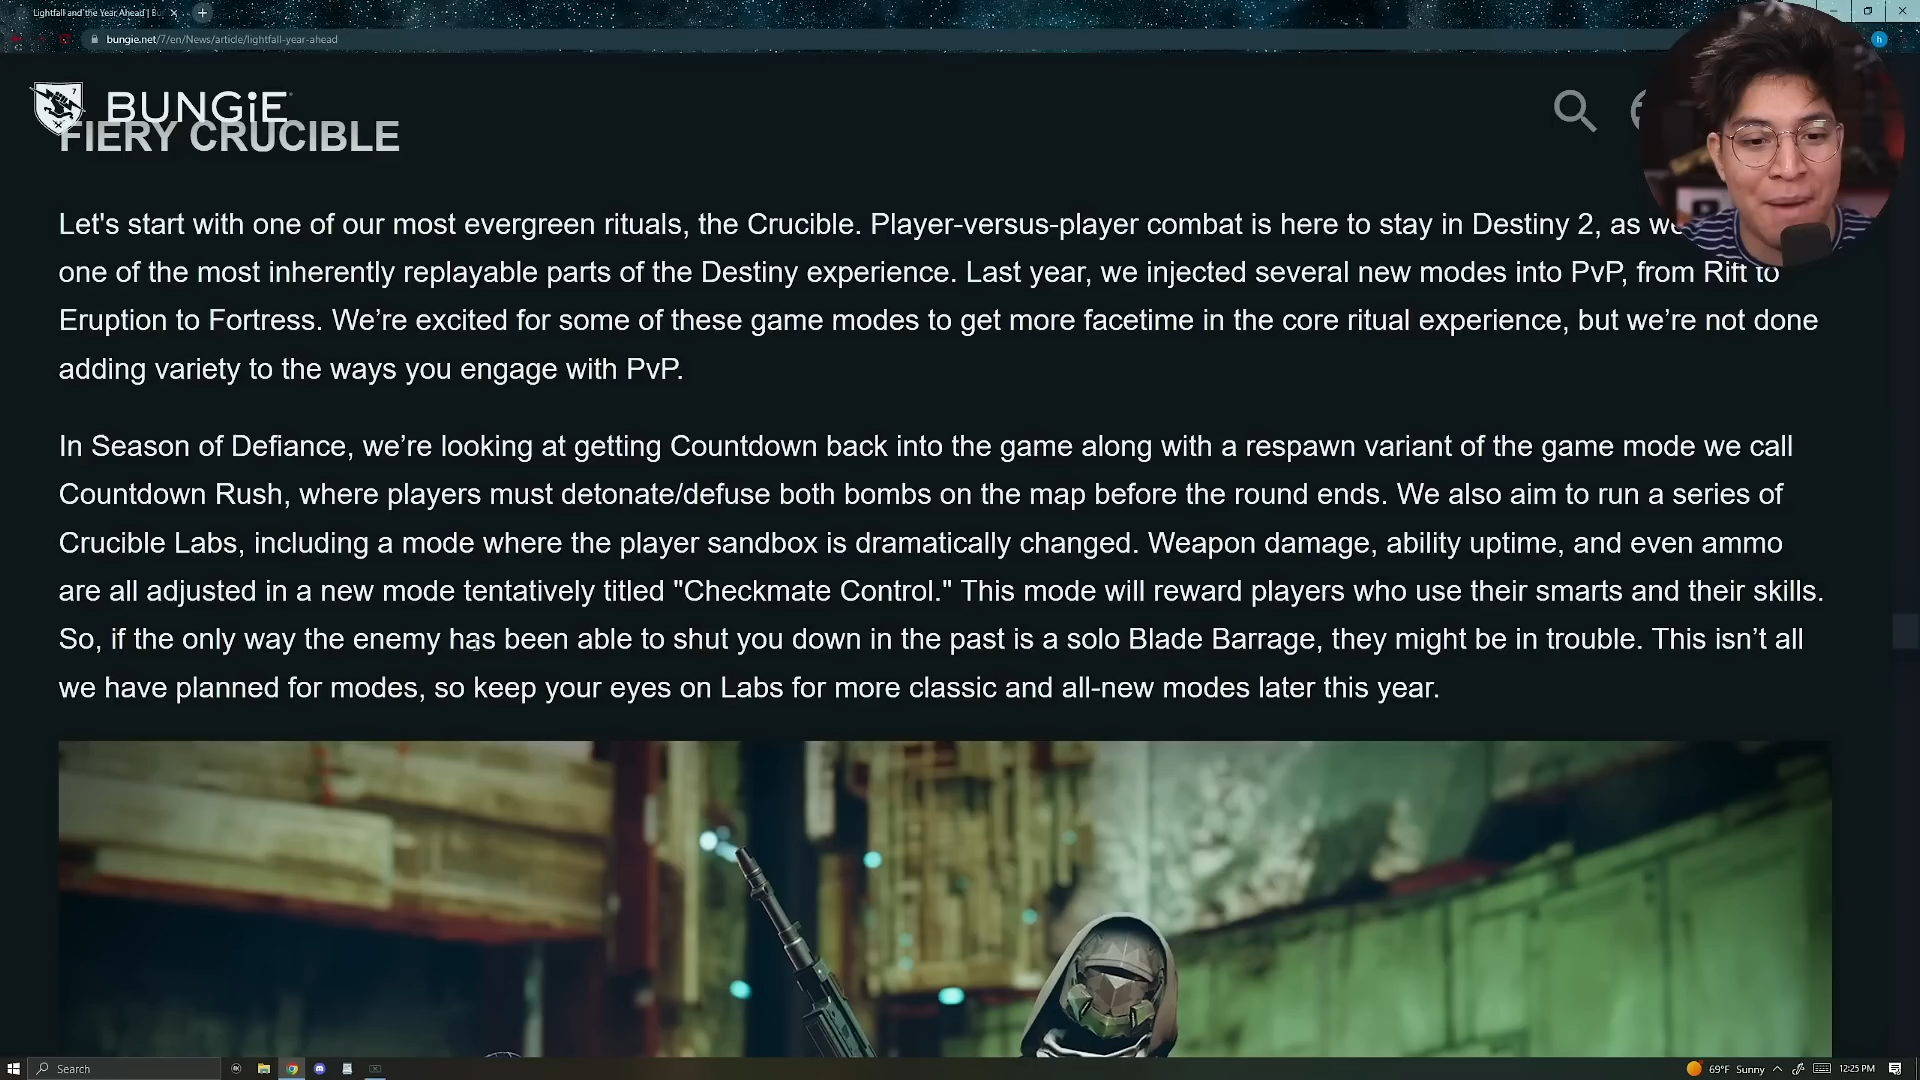 Lightfall and the Year Ahead | Bu
bungie.net/7/en/News/article/lightfall-year-ahead
h
7
BUNGiE
FIERY CRUCIBLE
Let's start with one of our most evergreen rituals, the Crucible. Player-versus-player combat is here to stay in Destiny 2, as
one of the most inherently replayable parts of the Destiny experience. Last year, we injected several new modes into PvP, from Rift to
Eruption to Fortress. We’re excited for some of these game modes to get more facetime in the core ritual experience, but we’re not done
adding variety to the ways you engage with PvP.
In Season of Defiance, we’re looking at getting Countdown back into the game along with a respawn variant of the game mode we call
Countdown Rush, where players must detonate/defuse both bombs on the map before the round ends. We also aim to run a series of
Crucible Labs, including a mode where the player sandbox is dramatically changed. Weapon damage, ability uptime, and even ammo
are all adjusted in a new mode tentatively titled "Checkmate Control." This mode will reward players who use their smarts and their skills.
So, if the only way the enemy has been able to shut you down in the past is a solo Blade Barrage, they might be in trouble. This isn’t all
we have planned for modes, so keep your eyes on Labs for more classic and all-new modes later this year.
Search
69°F Sunny
12:25 PM